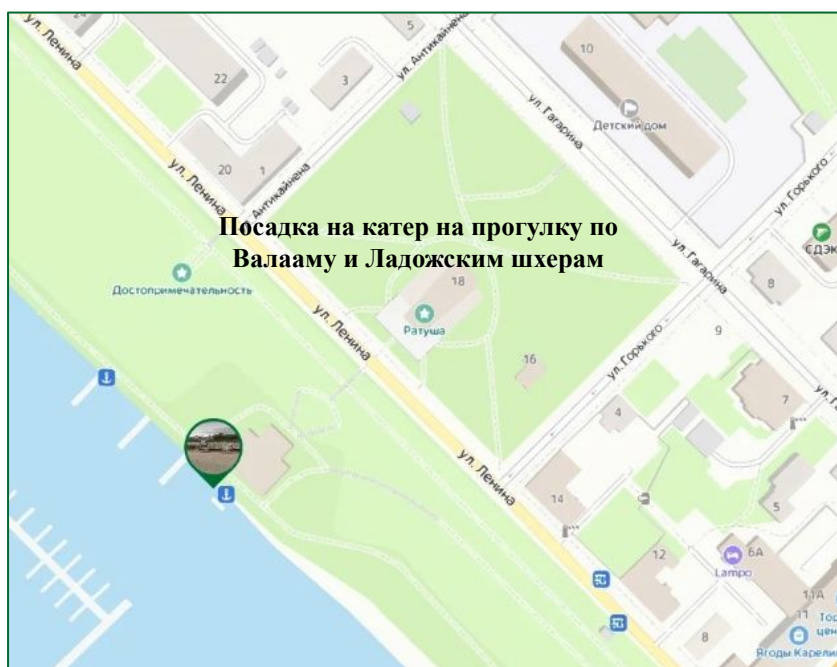 24
ул. Ленина
22
5
ул. Антикайнена
3
10
Детский дом
ул. Гагарина
ул. Горького
20
1
ул. Ленина
Антикайнена
Посадка на катер на прогулку по
Валааму и Ладожским шхерам
СДЭК
Достопримечательность
18
Ратуша
ул. Гагарина
8
9
ул. Ленина
16
ул. Горького
7
4
ул. Ленина
14
5
12
6А
Lampo
11А
11
8
Ягоды Карелии